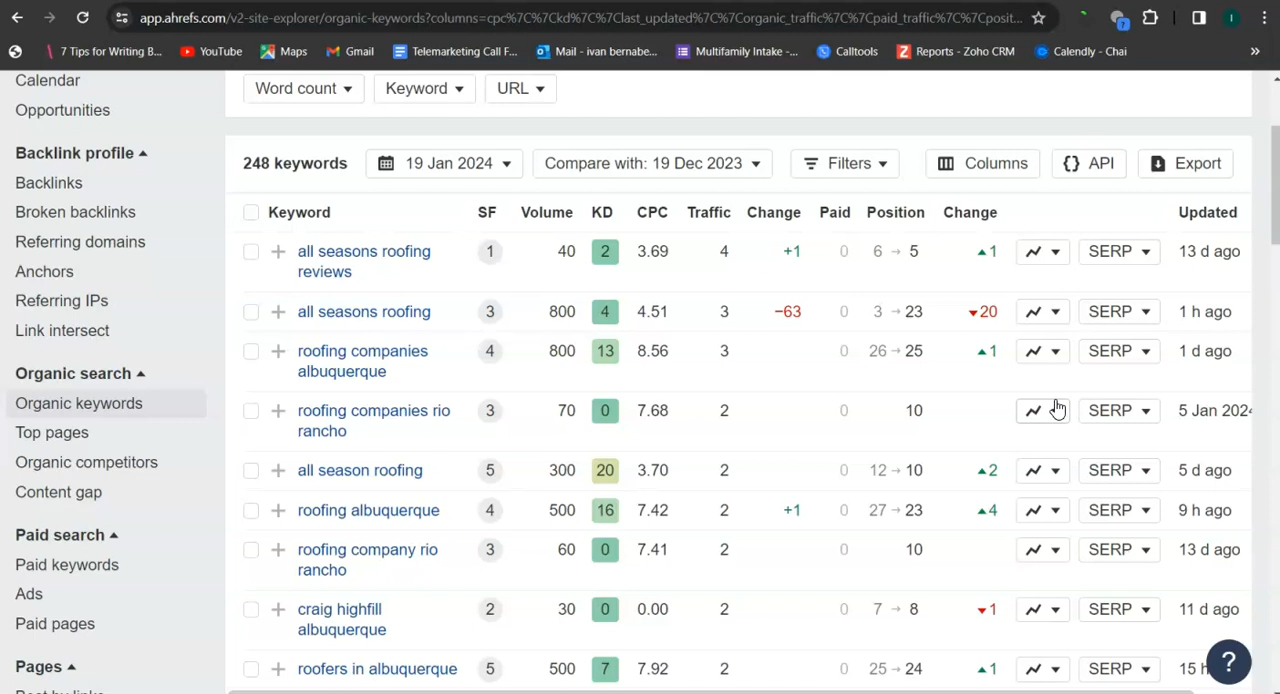 app.ahrefs.com/v2-site-explorer/organic-keywords?columns=cpc%7C%7Ckd%7C%7Clast_updated%7C%7Corganic_traffic%7C%7Cpaid_traffic%7C%7Cposit...
7 Tips for Writing B... YouTube Maps Gmail Telemarketing Call F... Mail - ivan bernabe... Multifamily Intake -... Calltools Reports - Zoho CRM Calendly - Chai »
Calendar
Opportunities
Backlink profile
Backlinks
Broken backlinks
Referring domains
Anchors
Referring IPs
Link intersect
Organic search
Organic keywords
Top pages
Organic competitors
Content gap
Paid search
Paid keywords
Ads
Paid pages
Pages
Word count Keyword URL
248 keywords 19 Jan 2024 Compare with: 19 Dec 2023 Filters Columns {} API Export
Keyword SF Volume KD CPC Traffic Change Paid Position Change Updated
all seasons roofing reviews 1 40 2 3.69 4 +1 0 6 → 5 1 SERP 13 d ago
all seasons roofing 3 800 4 4.51 3 −63 0 3 → 23 20 SERP 1 h ago
roofing companies albuquerque 4 800 13 8.56 3 0 26 → 25 1 SERP 1 d ago
roofing companies rio rancho 3 70 0 7.68 2 0 10 SERP 5 Jan 2024
all season roofing 5 300 20 3.70 2 0 12 → 10 2 SERP 5 d ago
roofing albuquerque 4 500 16 7.42 2 +1 0 27 → 23 4 SERP 9 h ago
roofing company rio rancho 3 60 0 7.41 2 0 10 SERP 13 d ago
craig highfill albuquerque 2 30 0 0.00 2 0 7 → 8 1 SERP 11 d ago
roofers in albuquerque 5 500 7 7.92 2 0 25 → 24 1 SERP 15 h
?